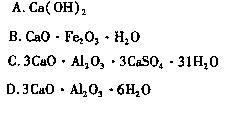 A. Ca(OH)₂
B. CaO · Fe₂O₃ · H₂O
C. 3CaO · Al₂O₃ · 3CaSO₄ · 31H₂O
D. 3CaO · Al₂O₃ · 6H₂O